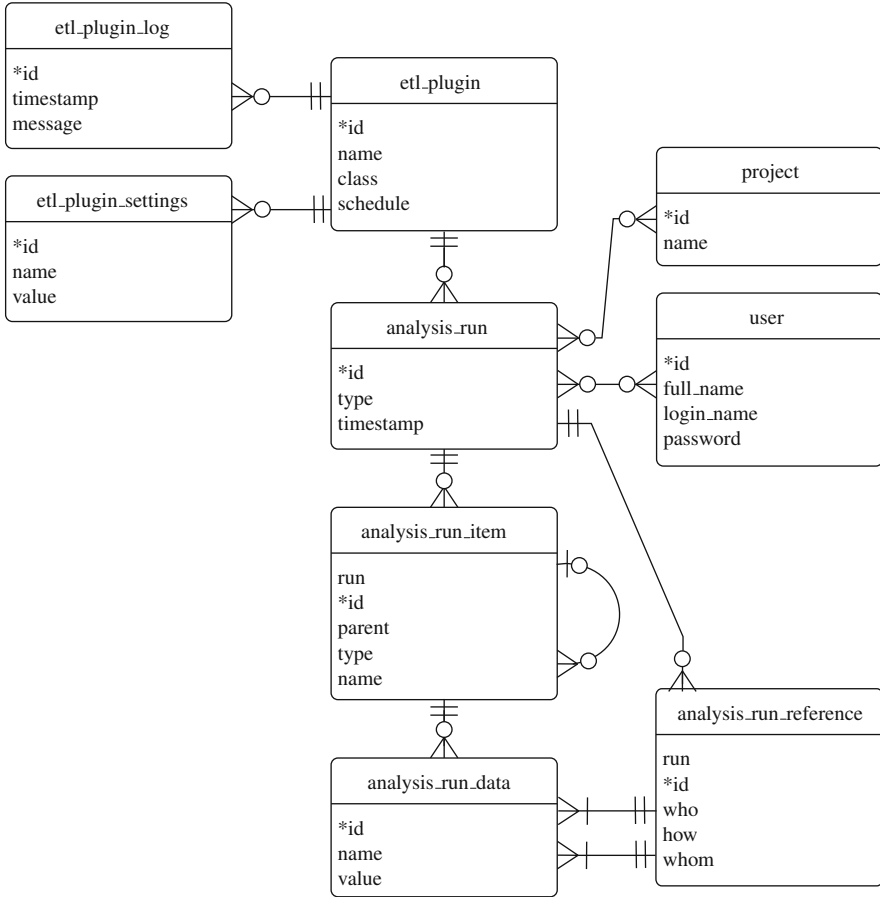 etl_plugin_log
*id
timestamp
message
etl_plugin
*id
name
class
schedule
etl_plugin_settings
*id
name
value
project
*id
name
analysis_run
*id
type
timestamp
user
*id
full_name
login_name
password
analysis_run_item
run
*id
parent
type
name
analysis_run_reference
run
*id
who
how
whom
analysis_run_data
*id
name
value